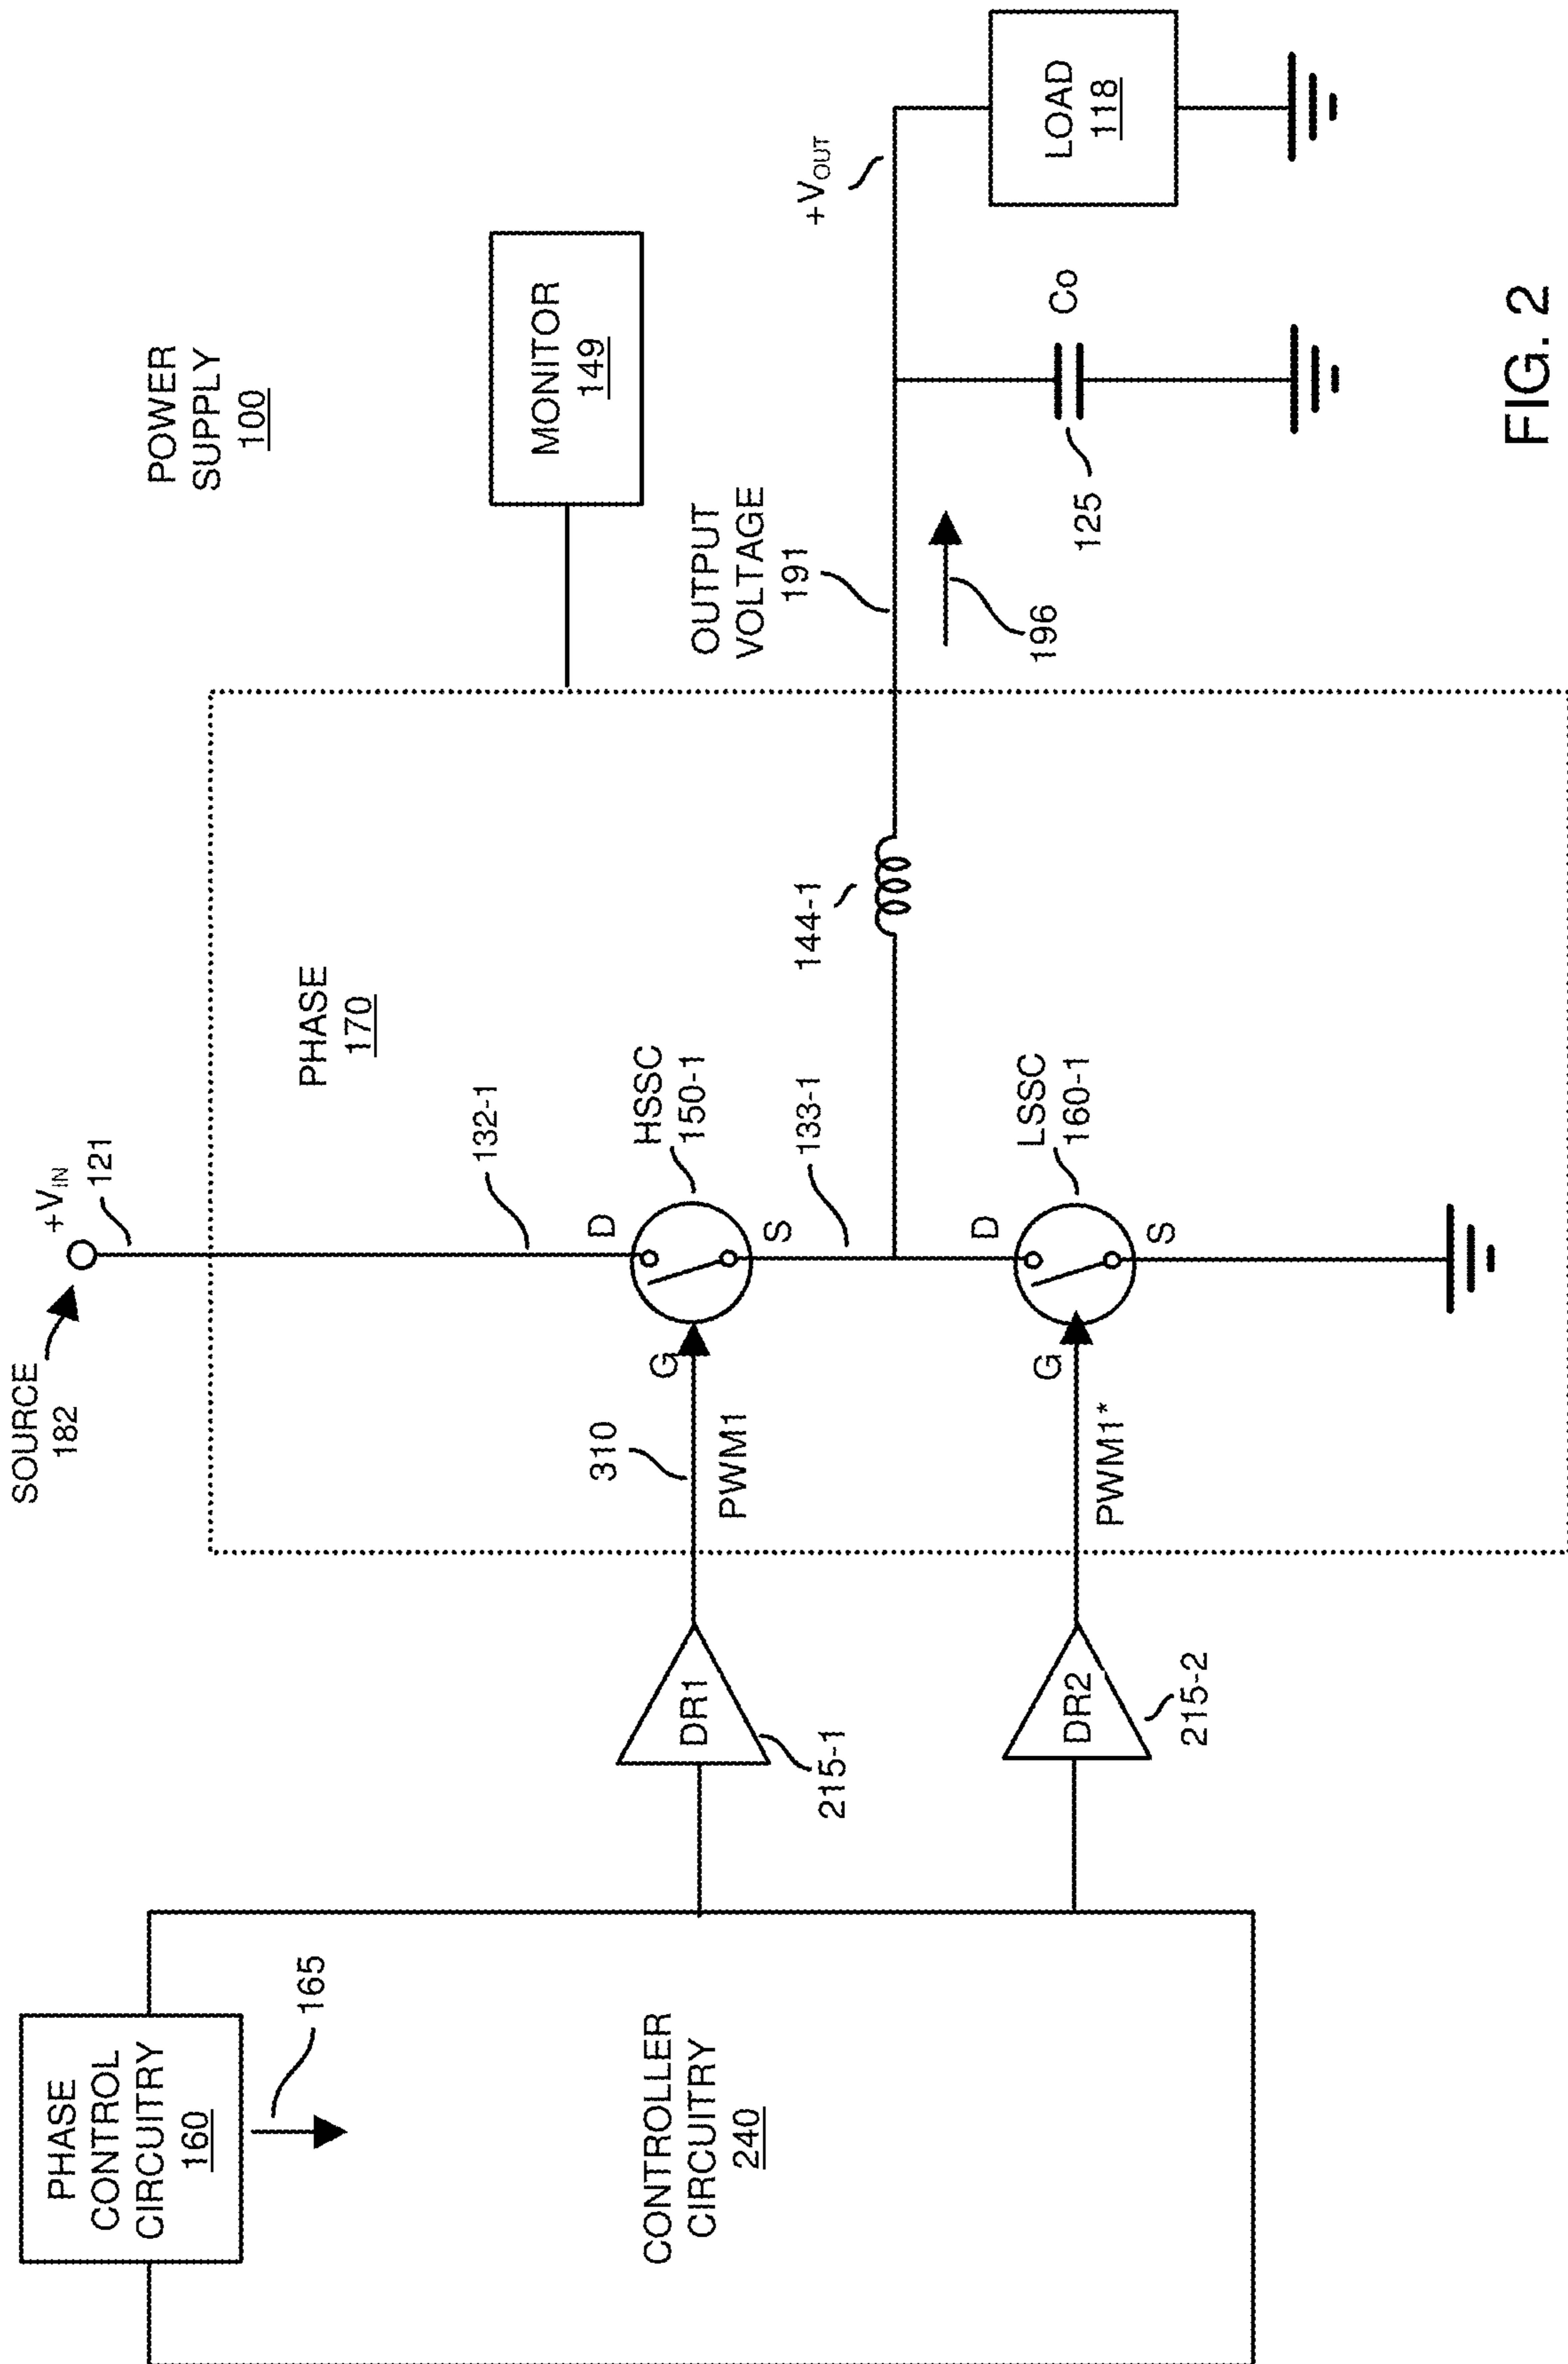 SOURCE
182
+VIN
121
POWER
SUPPLY
100
PHASE
CONTROL
CIRCUITRY
160
165
PHASE
170
132-1
MONITOR
149
D
HSSC
150-1
G
S
310
PWM1
DR1
215-1
133-1
144-1
OUTPUT
VOLTAGE
191
196
+VOUT
CONTROLLER
CIRCUITRY
240
D
LSSC
160-1
G
S
PWM1*
DR2
215-2
125
Co
LOAD
118
FIG. 2